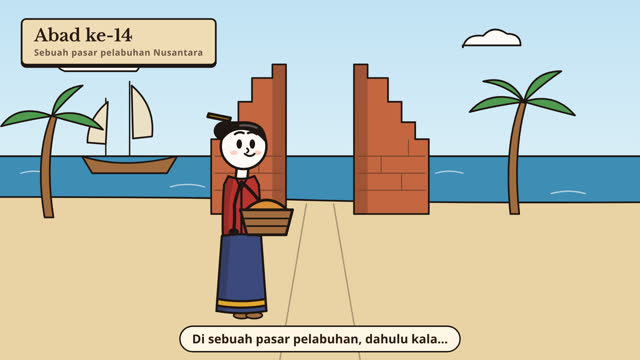 Abad ke-14
Sebuah pasar pelabuhan Nusantara
Di sebuah pasar pelabuhan, dahulu kala...